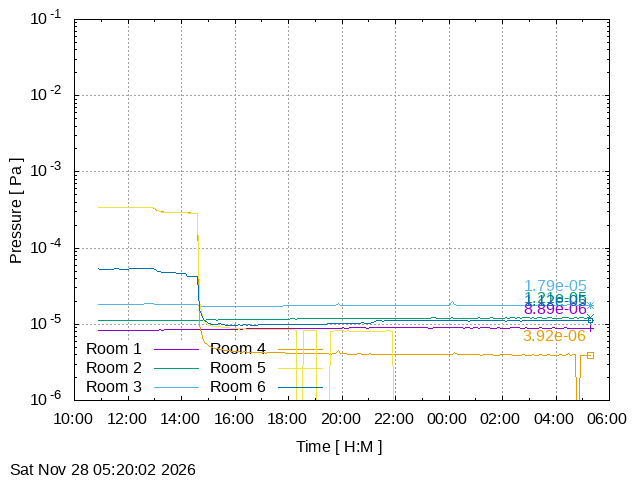 10^-1
10^-2
10^-3
10^-4
10^-5
10^-6
Pressure [ Pa ]
1.79e-05
8.89e-06
3.92e-06
Room 1
Room 2
Room 3
Room 4
Room 5
Room 6
10:00 12:00 14:00 16:00 18:00 20:00 22:00 00:00 02:00 04:00 06:00
Time [ H:M ]
Sat Nov 28 05:20:02 2026